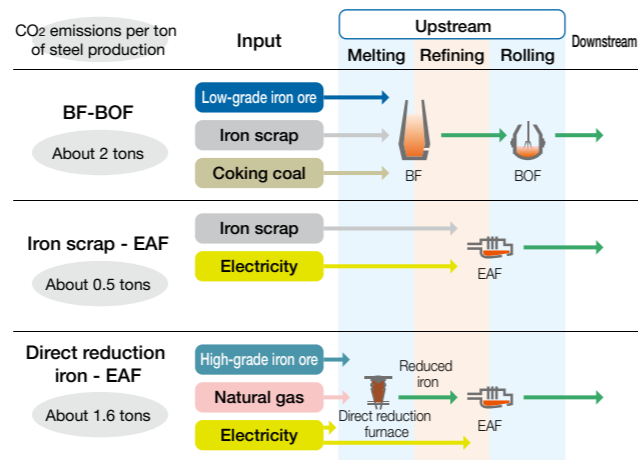 CO2 emissions per ton
of steel production
Input
Upstream
Downstream
Melting
Refining
Rolling
BF-BOF
About 2 tons
Low-grade iron ore
Iron scrap
Coking coal
BF
BOF
Iron scrap - EAF
About 0.5 tons
Iron scrap
Electricity
EAF
Direct reduction
iron - EAF
About 1.6 tons
High-grade iron ore
Natural gas
Electricity
Reduced
iron
Direct reduction
furnace
EAF